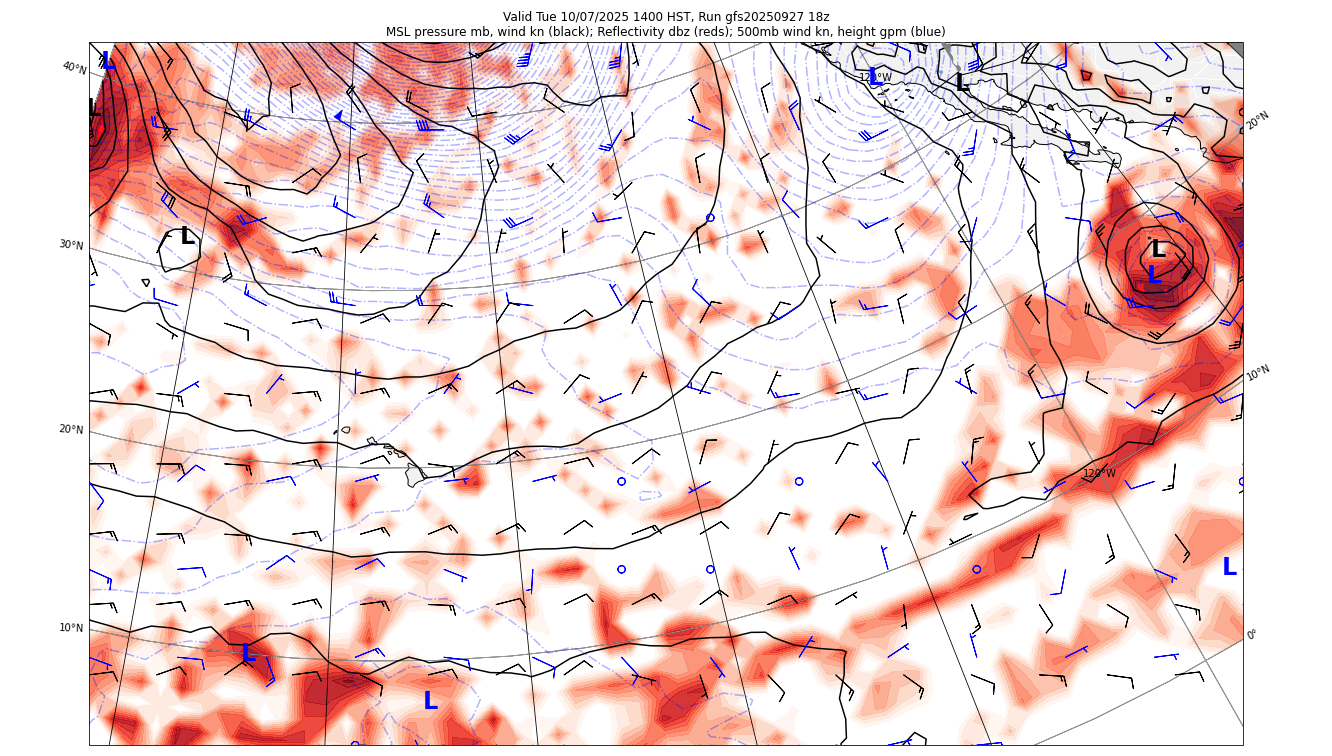 Valid Tue 10/07/2025 1400 HST, Run gfs20250927 18z
MSL pressure mb, wind kn (black); Reflectivity dbz (reds); 500mb wind kn, height gpm (blue)
L
L
120°W
L
40°N
L
20°N
L
30°N
L
L
10°N
20°N
120°W
L
10°N
0°
L
L